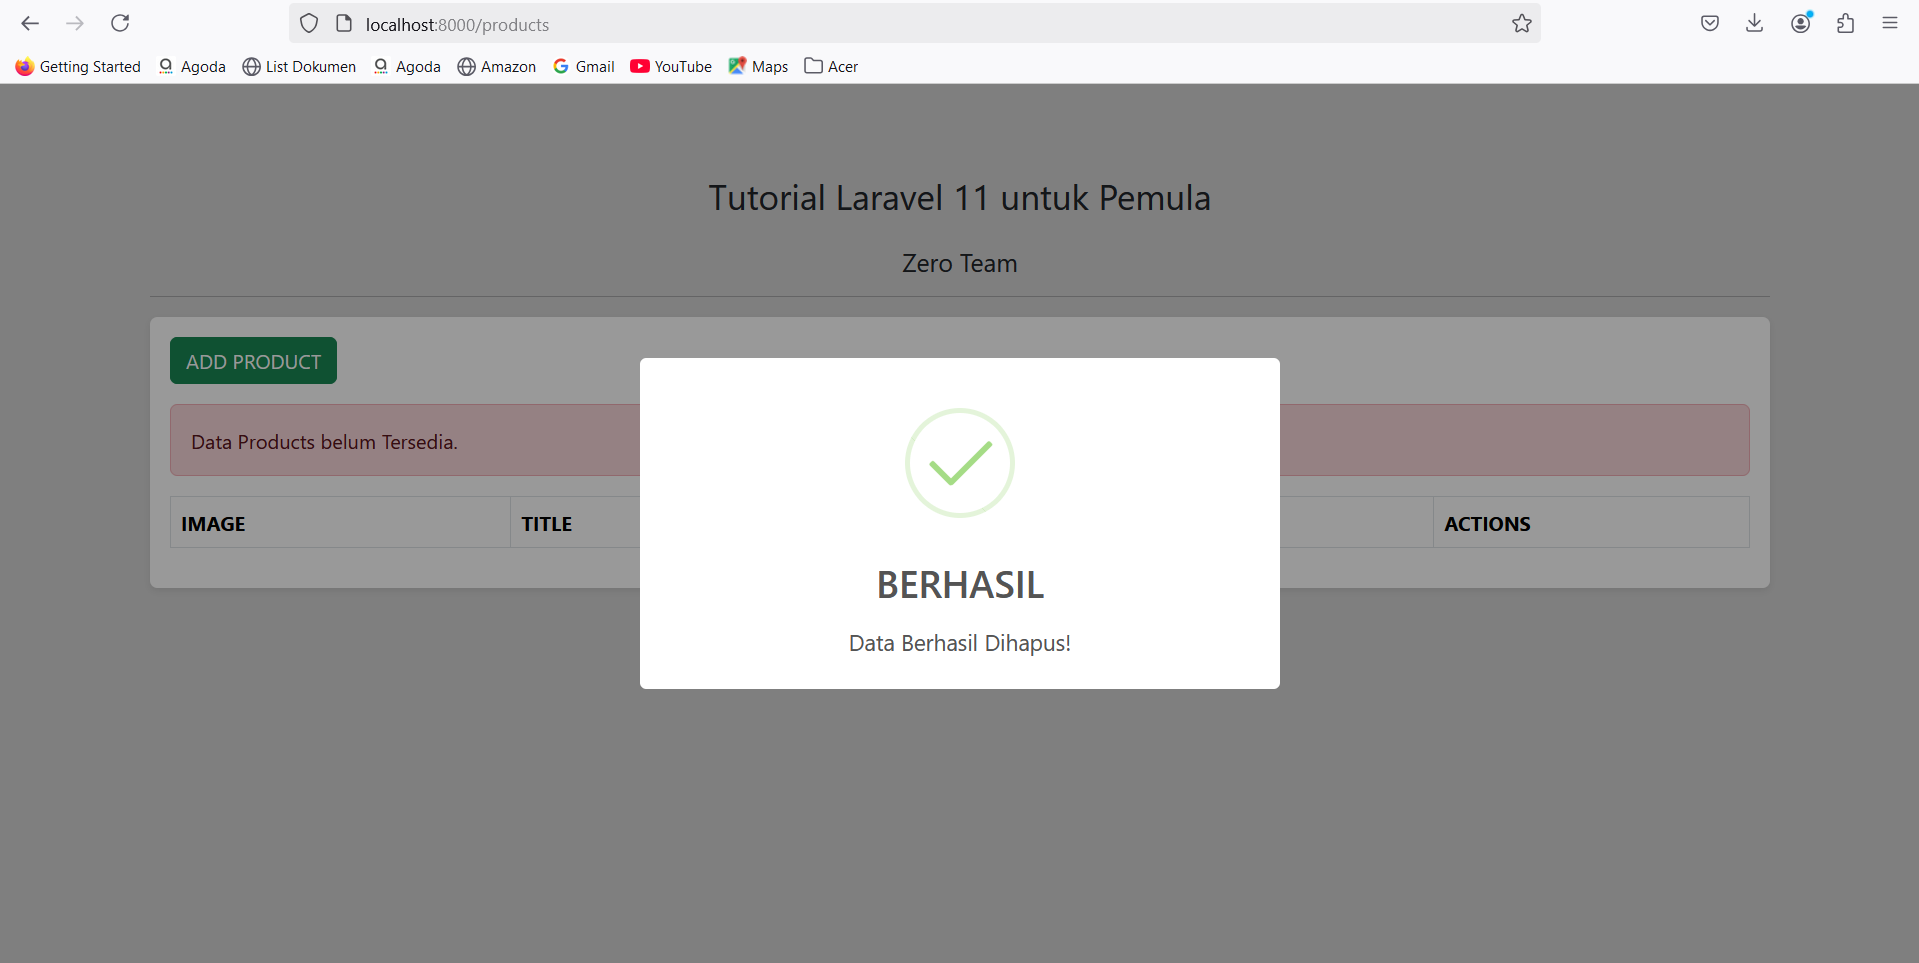 localhost:8000/products
Getting Started Agoda List Dokumen Agoda Amazon Gmail YouTube Maps Acer
Tutorial Laravel 11 untuk Pemula
Zero Team
ADD PRODUCT
Data Products belum Tersedia.
IMAGE TITLE ACTIONS
BERHASIL
Data Berhasil Dihapus!